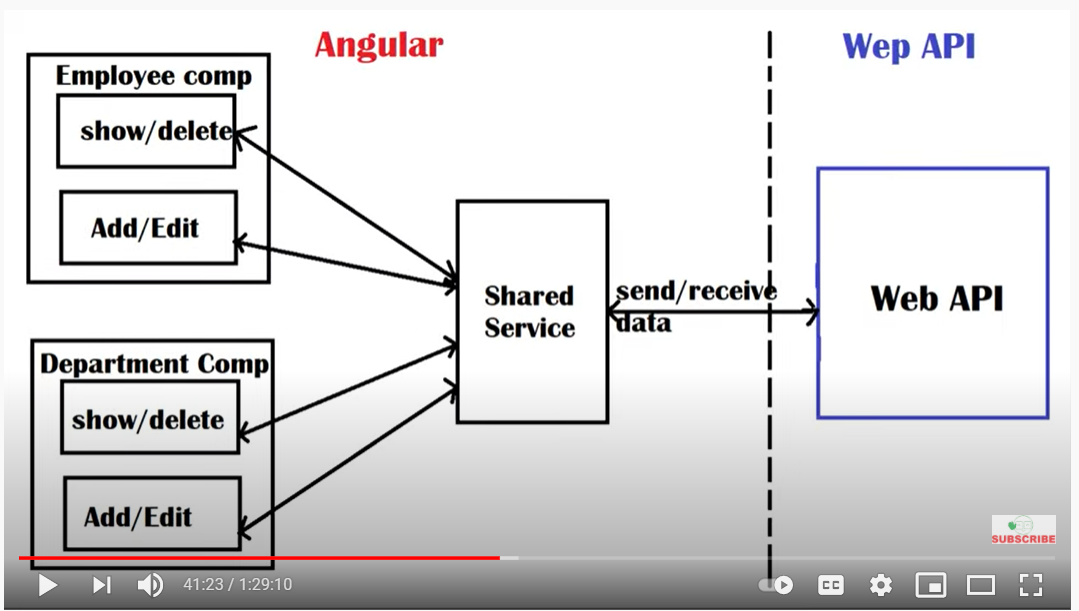 Angular
Wep API
Employee comp
show/delete
Add/Edit
Department Comp
show/delete
Add/Edit
Shared
Service
send/receive
data
Web API
SUBSCRIBE
41:23 / 1:29:10
CC